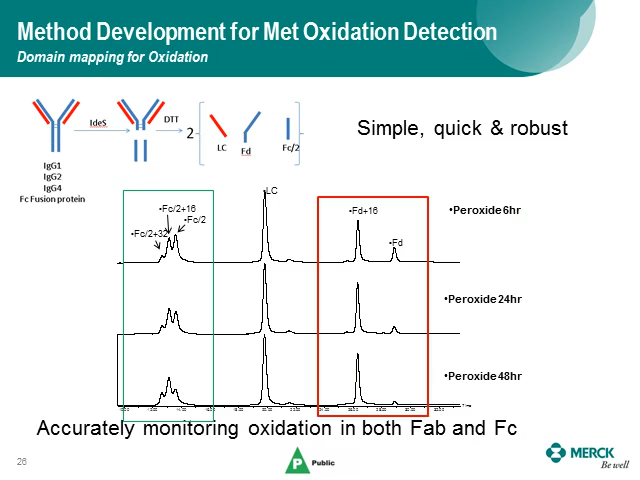 Method Development for Met Oxidation Detection
Domain mapping for Oxidation
IdeS
DTT
2
LC
Fd
Fc/2
Simple, quick & robust
IgG1
IgG2
IgG4
Fc Fusion protein
•LC
•Fc/2+16
•Fc/2
•Fc/2+32
•Fd+16
•Fd
•Peroxide 6hr
•Peroxide 24hr
•Peroxide 48hr
Accurately monitoring oxidation in both Fab and Fc
26
P
Public
MERCK
Be well